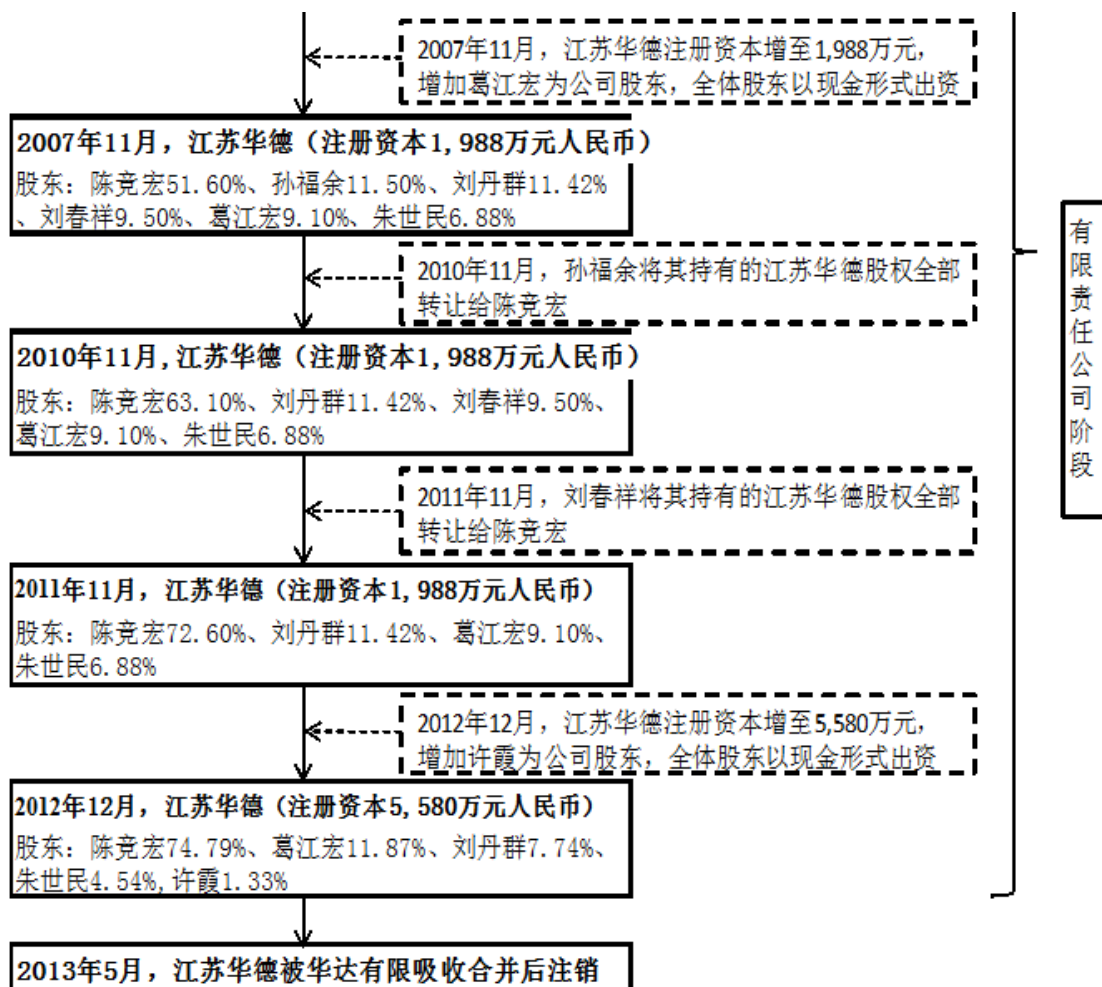 2007年11月，江苏华德注册资本增至1,988万元，
增加葛江宏为公司股东，全体股东以现金形式出资
2007年11月，江苏华德（注册资本1,988万元人民币）
股东：陈竞宏51.60%、孙福余11.50%、刘丹群11.42%
、刘春祥9.50%、葛江宏9.10%、朱世民6.88%
2010年11月，孙福余将其持有的江苏华德股权全部
转让给陈竞宏
2010年11月,江苏华德（注册资本1,988万元人民币）
股东：陈竞宏63.10%、刘丹群11.42%、刘春祥9.50%、
葛江宏9.10%、朱世民6.88%
2011年11月，刘春祥将其持有的江苏华德股权全部
转让给陈竞宏
2011年11月，江苏华德（注册资本1,988万元人民币）
股东：陈竞宏72.60%、刘丹群11.42%、葛江宏9.10%、
朱世民6.88%
2012年12月，江苏华德注册资本增至5,580万元，
增加许霞为公司股东，全体股东以现金形式出资
2012年12月，江苏华德（注册资本5,580万元人民币）
股东：陈竞宏74.79%、葛江宏11.87%、刘丹群7.74%、
朱世民4.54%,许霞1.33%
2013年5月，江苏华德被华达有限吸收合并后注销
有限责任公司阶段